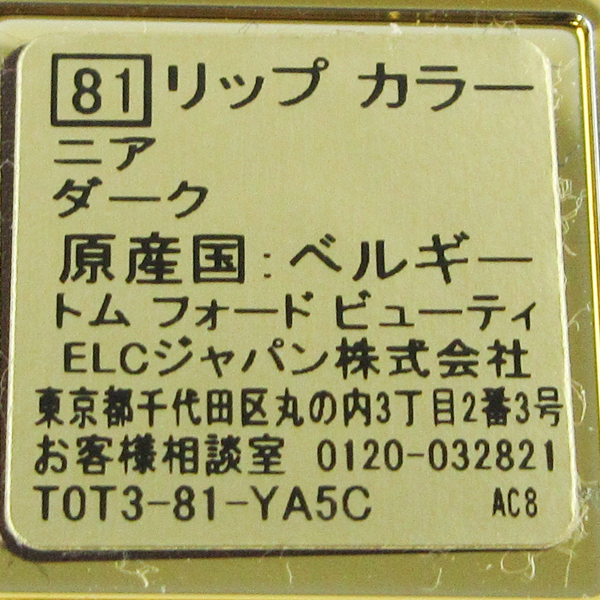 81 リップ カラー
ニア
ダーク
原産国:ベルギー
トム フォード ビューティ
ELCジャパン株式会社
東京都千代田区丸の内3丁目2番3号
お客様相談室 0120-032821
T0T3-81-YA5C AC8